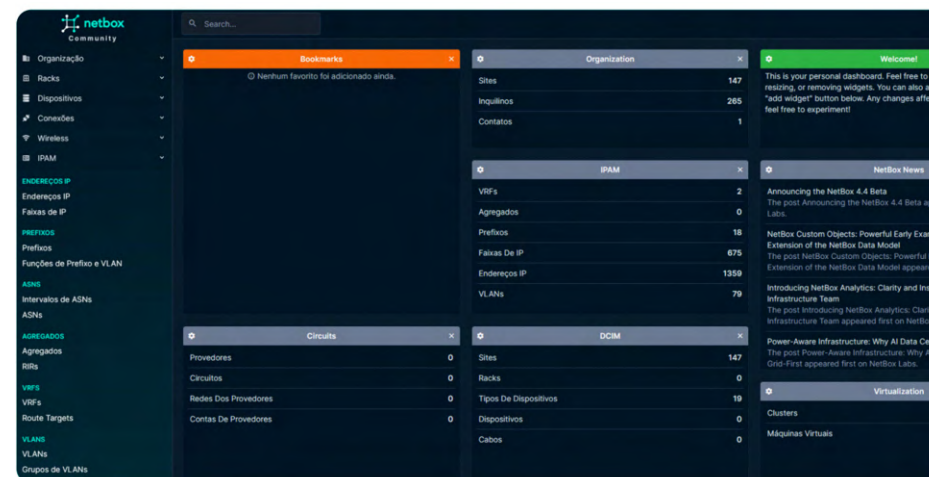 netbox
Community
Search...
Organização
Racks
Dispositivos
Conexões
Wireless
IPAM
ENDEREÇOS IP
Endereços IP
Faixas de IP
PREFIXOS
Prefixos
Funções de Prefixo e VLAN
ASNS
Intervalos de ASNs
ASNs
AGREGADOS
Agregados
RIRs
VRFS
VRFs
Route Targets
VLANS
VLANs
Grupos de VLANs
Bookmarks
Nenhum favorito foi adicionado ainda.
Organization
Sites 147
Inquilinos 265
Contatos 1
Welcome!
This is your personal dashboard. Feel free to
resizing, or removing widgets. You can also a
"add widget" button below. Any changes affe
feel free to experiment!
IPAM
VRFs 2
Agregados 0
Prefixos 18
Faixas De IP 675
Endereços IP 1359
VLANs 79
NetBox News
Announcing the NetBox 4.4 Beta
The post Announcing the NetBox 4.4 Beta a
Labs.
NetBox Custom Objects: Powerful Early Exa
Extension of the NetBox Data Model
The post NetBox Custom Objects: Powerful
Extension of the NetBox Data Model appear
Introducing NetBox Analytics: Clarity and Ins
Infrastructure Team
The post Introducing NetBox Analytics: Clari
Infrastructure Team appeared first on NetBo
Power-Aware Infrastructure: Why AI Data Ce
The post Power-Aware Infrastructure: Why A
Grid-First appeared first on NetBox Labs.
Circuits
Provedores 0
Circuitos 0
Redes Dos Provedores 0
Contas De Provedores 0
DCIM
Sites 147
Racks 0
Tipos De Dispositivos 19
Dispositivos 0
Cabos 0
Virtualization
Clusters
Máquinas Virtuais